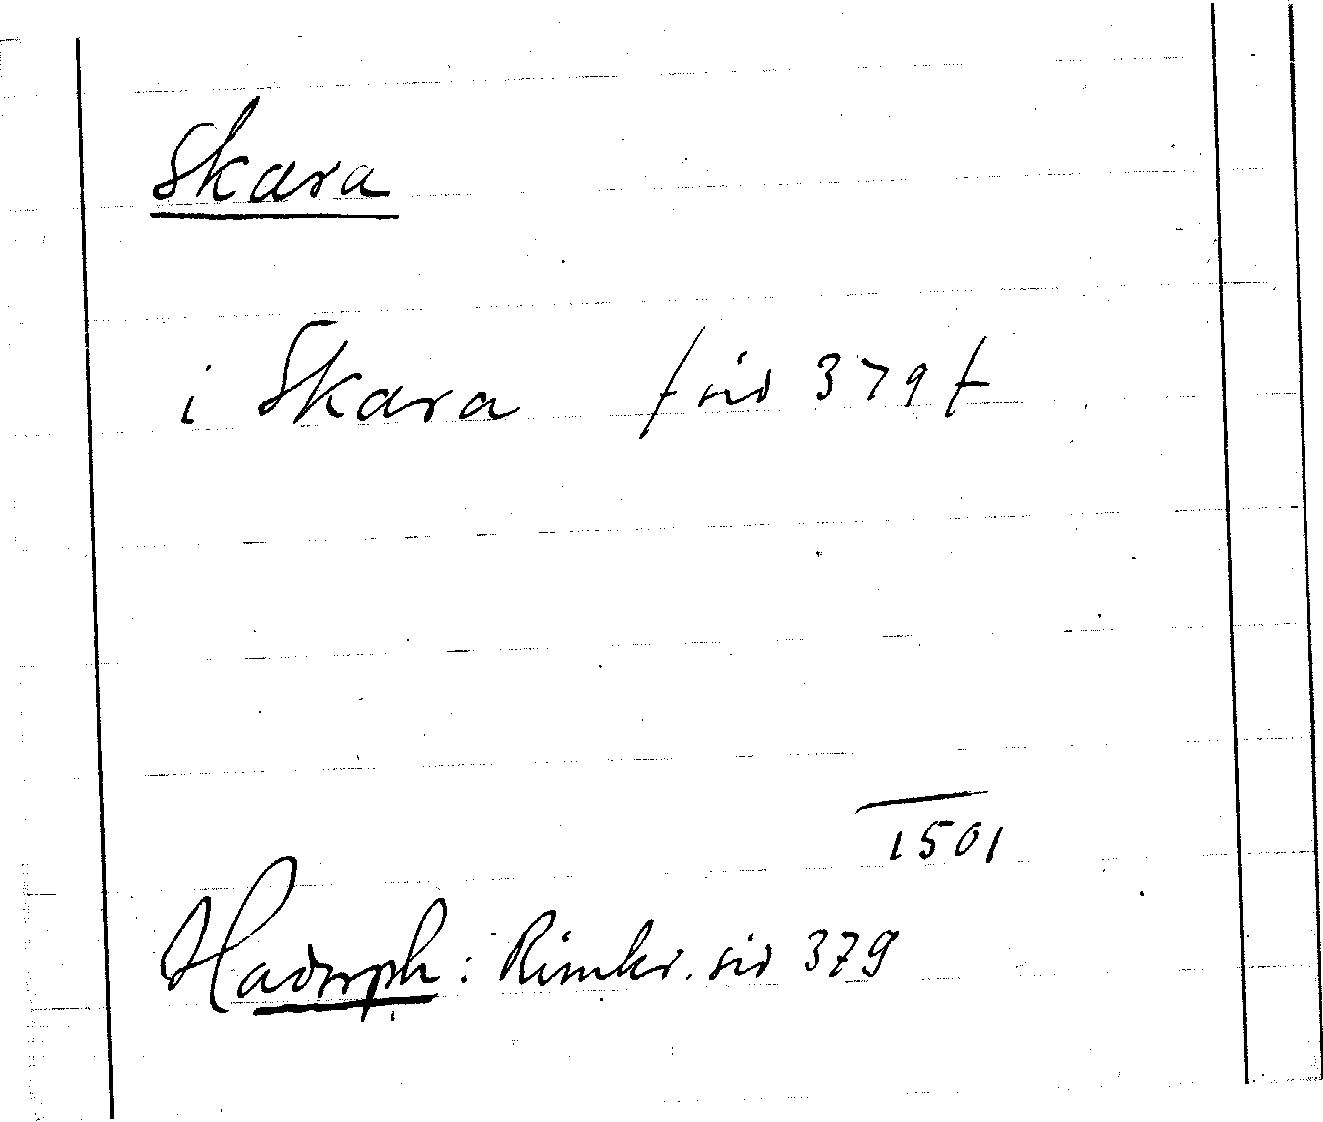 Skara
i Skara / sid 379 /
1501
Hadorph: Rimkr. sid 379